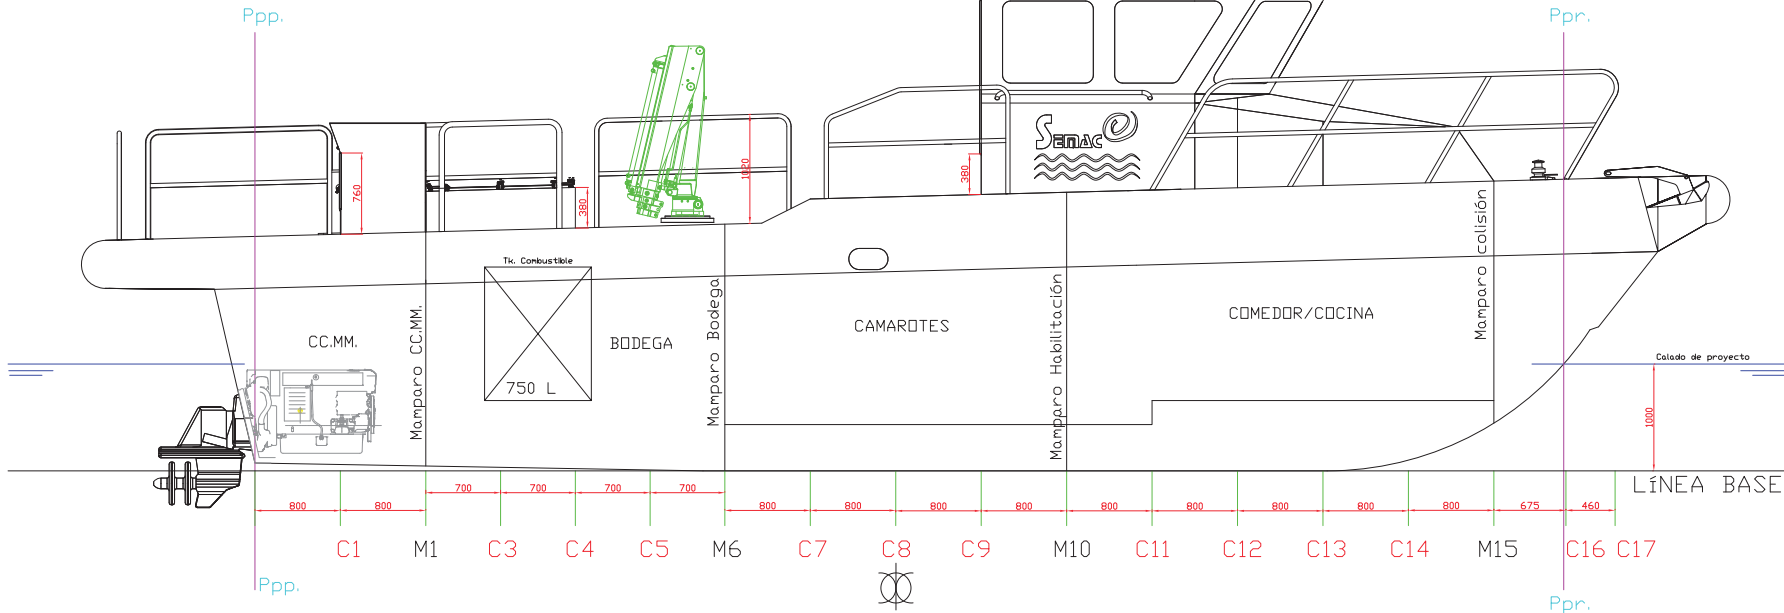 Ppp.
Ppr.
SEMAC
760
380
1020
380
Tk. Combustible
750 L
CC.MM.
Mamparo CC.MM.
BODEGA
Mamparo Bodega
CAMAROTES
Mamparo Habilitación
COMEDOR/COCINA
Mamparo colisión
Calado de proyecto
1000
LíNEA BASE
700 700 700 700
800 800 800 800 800 800 800 800 800 800 800 675 460
C1 M1 C3 C4 C5 M6 C7 C8 C9 M10 C11 C12 C13 C14 M15 C16 C17
Ppp.
Ppr.